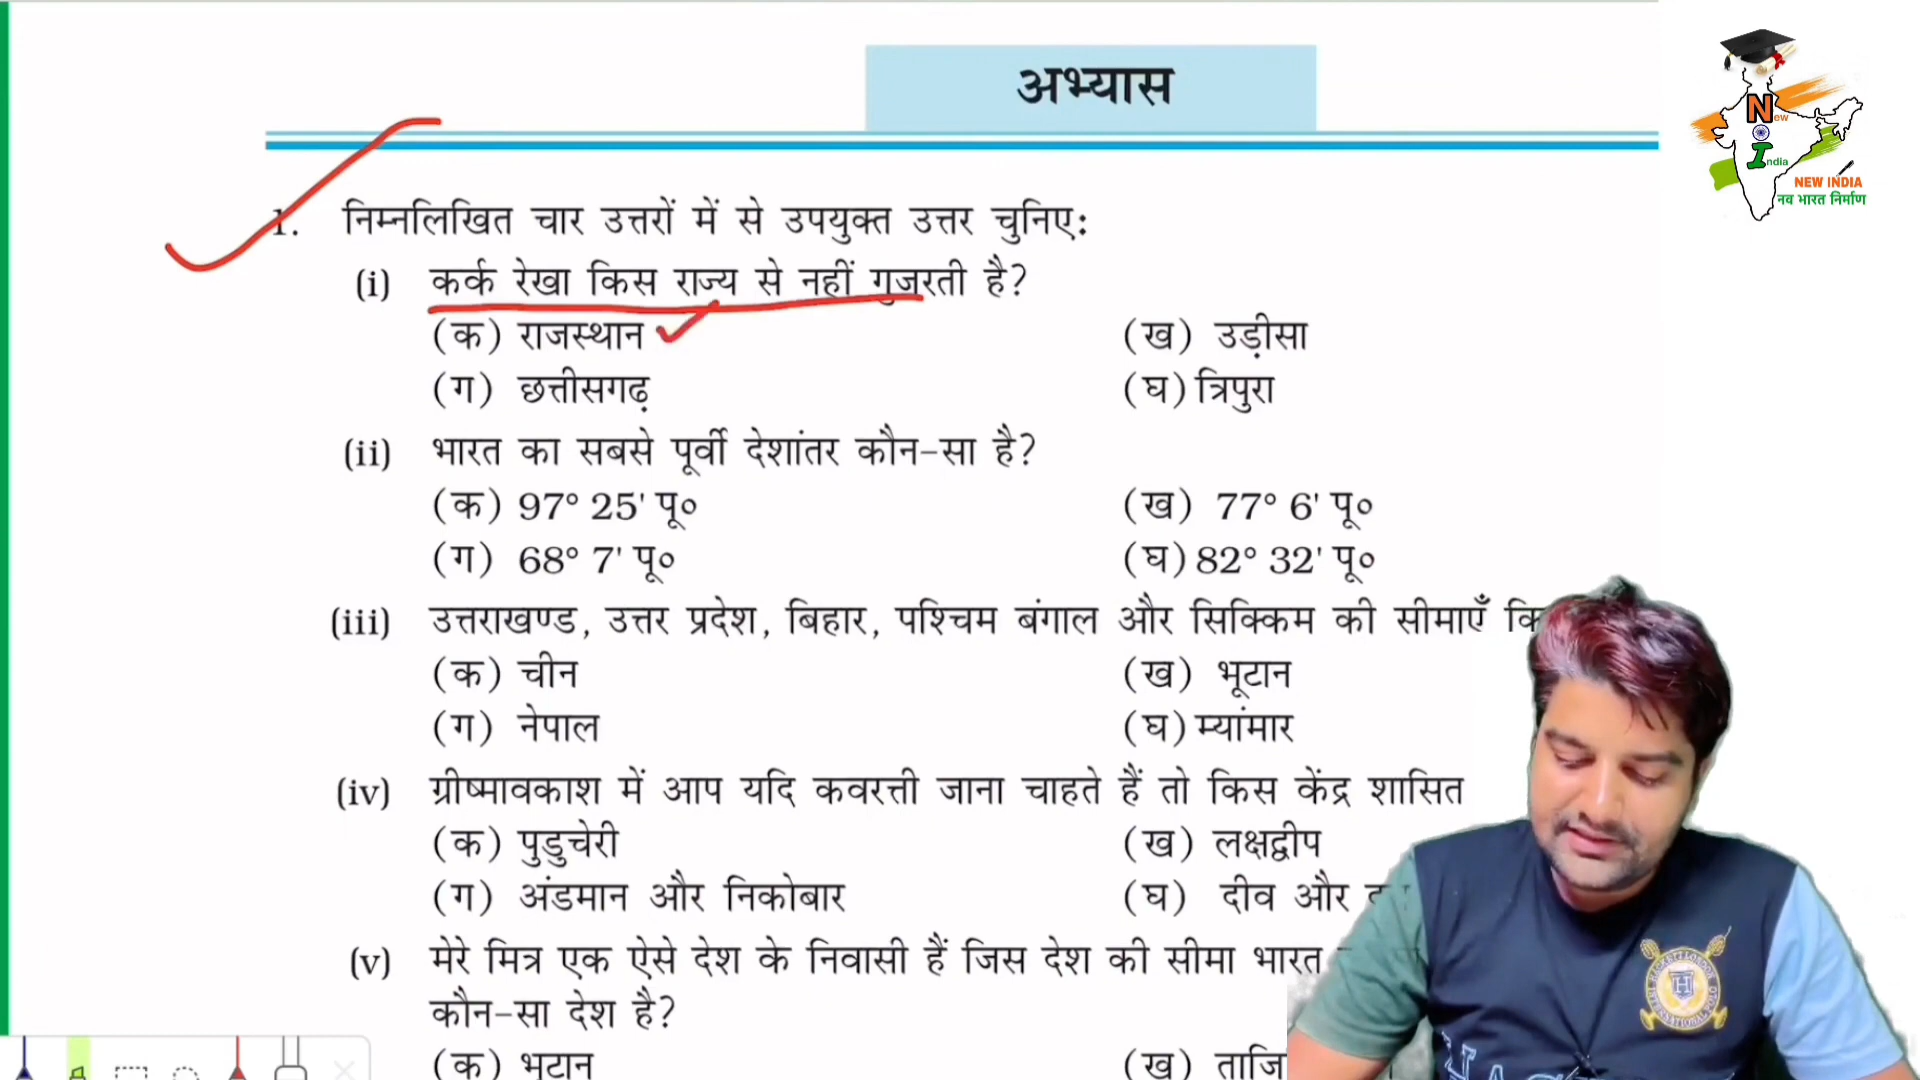 अभ्यास
New
India
NEW INDIA
नव भारत निर्माण
1. निम्नलिखित चार उत्तरों में से उपयुक्त उत्तर चुनिए:
(i) कर्क रेखा किस राज्य से नहीं गुजरती है?
(क) राजस्थान (ख) उड़ीसा
(ग) छत्तीसगढ़ (घ) त्रिपुरा
(ii) भारत का सबसे पूर्वी देशांतर कौन-सा है?
(क) 97° 25' पू० (ख) 77° 6' पू०
(ग) 68° 7' पू० (घ) 82° 32' पू०
(iii) उत्तराखण्ड, उत्तर प्रदेश, बिहार, पश्चिम बंगाल और सिक्किम की सीमाएँ
(क) चीन (ख) भूटान
(ग) नेपाल (घ) म्यांमार
(iv) ग्रीष्मावकाश में आप यदि कवरत्ती जाना चाहते हैं तो किस केंद्र शासित
(क) पुडुचेरी (ख) लक्षद्वीप
(ग) अंडमान और निकोबार (घ) दीव और
(v) मेरे मित्र एक ऐसे देश के निवासी हैं जिस देश की सीमा भारत
कौन-सा देश है?
(क) भूटान (ख) ताजि
H